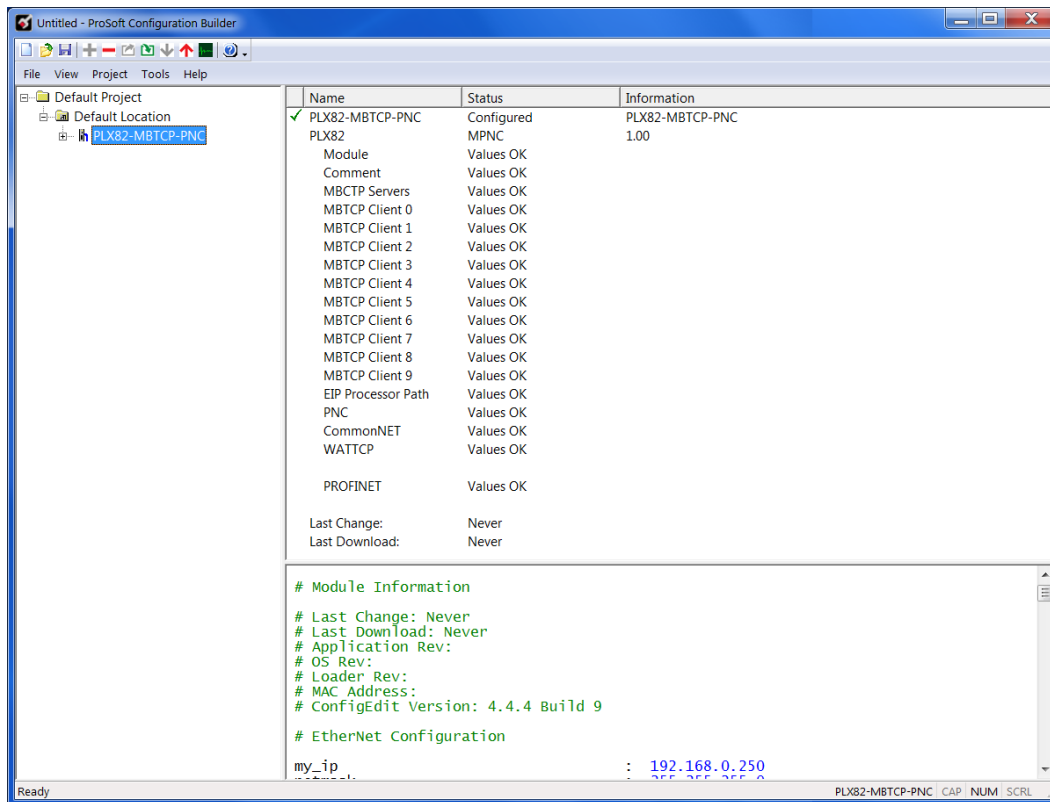 Untitled - ProSoft Configuration Builder
File View Project Tools Help
Default Project
Default Location
PLX82-MBTCP-PNC
Name Status Information
PLX82-MBTCP-PNC Configured PLX82-MBTCP-PNC
PLX82 MPNC 1.00
Module Values OK
Comment Values OK
MBCTP Servers Values OK
MBTCP Client 0 Values OK
MBTCP Client 1 Values OK
MBTCP Client 2 Values OK
MBTCP Client 3 Values OK
MBTCP Client 4 Values OK
MBTCP Client 5 Values OK
MBTCP Client 6 Values OK
MBTCP Client 7 Values OK
MBTCP Client 8 Values OK
MBTCP Client 9 Values OK
EIP Processor Path Values OK
PNC Values OK
CommonNET Values OK
WATTCP Values OK
PROFINET Values OK
Last Change: Never
Last Download: Never
# Module Information
# Last Change: Never
# Last Download: Never
# Application Rev:
# OS Rev:
# Loader Rev:
# MAC Address:
# ConfigEdit Version: 4.4.4 Build 9
# EtherNet Configuration
my_ip : 192.168.0.250
Ready PLX82-MBTCP-PNC CAP NUM SCRL